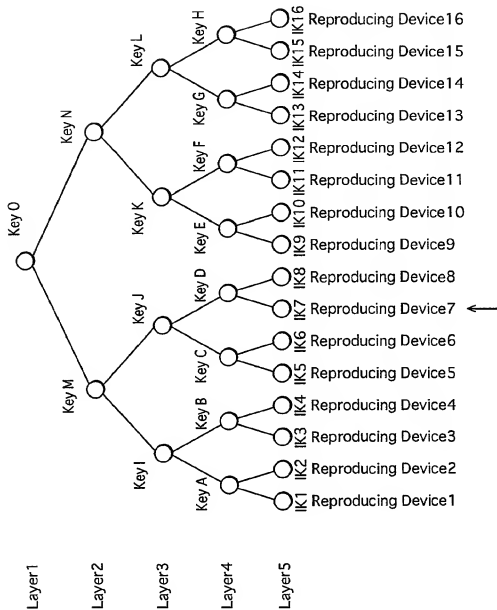 Layer1
Key O
Layer2
Key M
Key N
Layer3
Key I
Key J
Key K
Key L
Layer4
Key A
Key B
Key C
Key D
Key E
Key F
Key G
Key H
Layer5
IK1
IK2
IK3
IK4
IK5
IK6
IK7
IK8
IK9
IK10
IK11
IK12
IK13
IK14
IK15
IK16
Reproducing Device16
Reproducing Device15
Reproducing Device14
Reproducing Device13
Reproducing Device12
Reproducing Device11
Reproducing Device10
Reproducing Device9
Reproducing Device8
Reproducing Device7
Reproducing Device6
Reproducing Device5
Reproducing Device4
Reproducing Device3
Reproducing Device2
Reproducing Device1